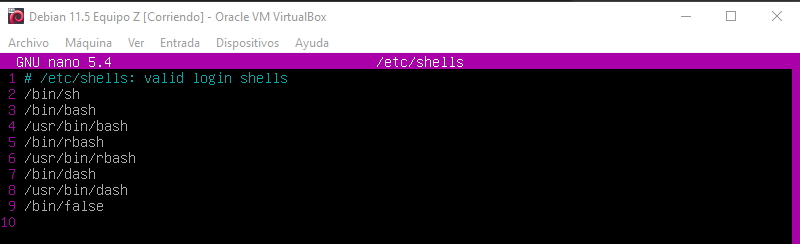 Debian 11.5 Equipo Z [Corriendo] - Oracle VM VirtualBox
Archivo Máquina Ver Entrada Dispositivos Ayuda
GNU nano 5.4 /etc/shells
1 # /etc/shells: valid login shells
2 /bin/sh
3 /bin/bash
4 /usr/bin/bash
5 /bin/rbash
6 /usr/bin/rbash
7 /bin/dash
8 /usr/bin/dash
9 /bin/false
10